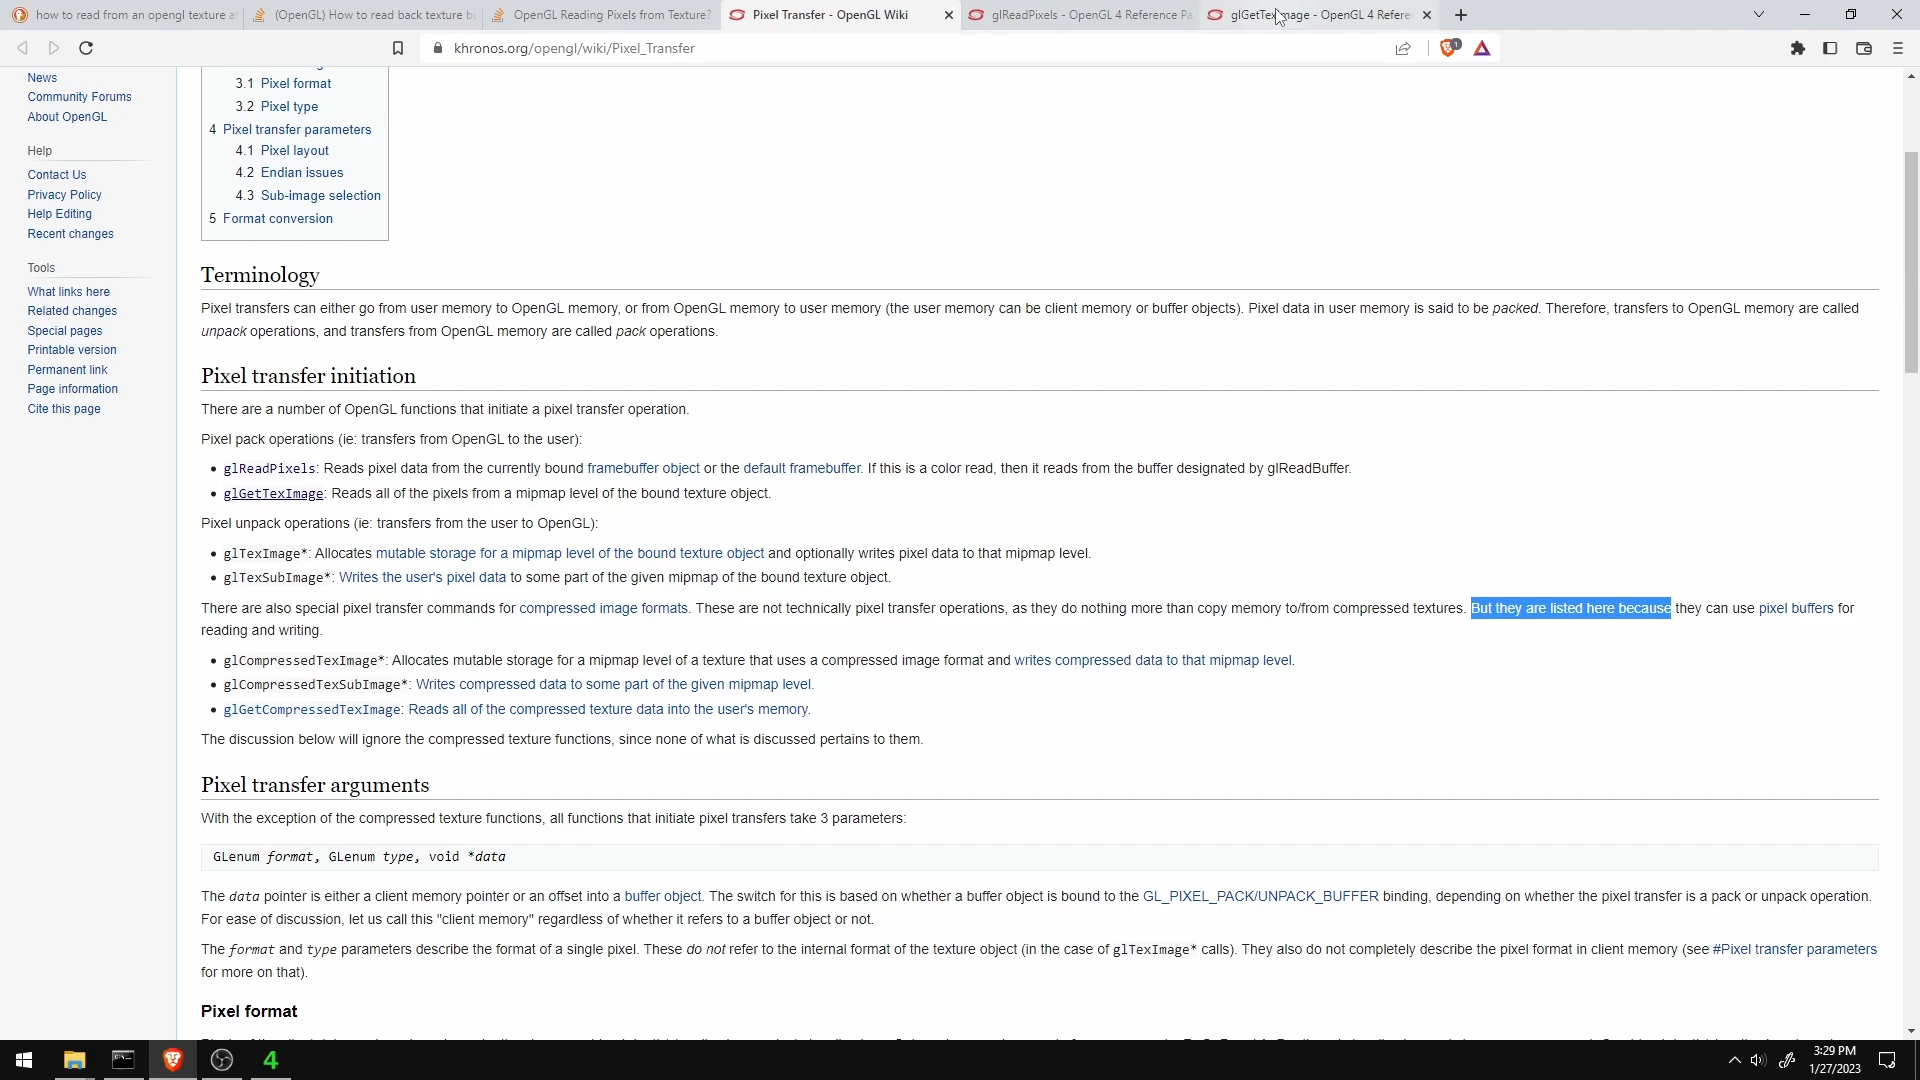 how to read from an opengl texture at
(OpenGL) How to read back texture bu
OpenGL Reading Pixels from Texture?
Pixel Transfer - OpenGL Wiki
glReadPixels - OpenGL 4 Reference Pa
glGetTexImage - OpenGL 4 Refere
khronos.org/opengl/wiki/Pixel_Transfer
1
News
Community Forums
About OpenGL
Help
Contact Us
Privacy Policy
Help Editing
Recent changes
Tools
What links here
Related changes
Special pages
Printable version
Permanent link
Page information
Cite this page
3.1 Pixel format
3.2 Pixel type
4 Pixel transfer parameters
4.1 Pixel layout
4.2 Endian issues
4.3 Sub-image selection
5 Format conversion
Terminology
Pixel transfers can either go from user memory to OpenGL memory, or from OpenGL memory to user memory (the user memory can be client memory or buffer objects). Pixel data in user memory is said to be packed. Therefore, transfers to OpenGL memory are called
unpack operations, and transfers from OpenGL memory are called pack operations.
Pixel transfer initiation
There are a number of OpenGL functions that initiate a pixel transfer operation.
Pixel pack operations (ie: transfers from OpenGL to the user):
• glReadPixels: Reads pixel data from the currently bound framebuffer object or the default framebuffer. If this is a color read, then it reads from the buffer designated by glReadBuffer.
• glGetTexImage: Reads all of the pixels from a mipmap level of the bound texture object.
Pixel unpack operations (ie: transfers from the user to OpenGL):
• glTexImage*: Allocates mutable storage for a mipmap level of the bound texture object and optionally writes pixel data to that mipmap level.
• glTexSubImage*: Writes the user's pixel data to some part of the given mipmap of the bound texture object.
There are also special pixel transfer commands for compressed image formats. These are not technically pixel transfer operations, as they do nothing more than copy memory to/from compressed textures. But they are listed here because they can use pixel buffers for
reading and writing.
• glCompressedTexImage*: Allocates mutable storage for a mipmap level of a texture that uses a compressed image format and writes compressed data to that mipmap level.
• glCompressedTexSubImage*: Writes compressed data to some part of the given mipmap level.
• glGetCompressedTexImage: Reads all of the compressed texture data into the user's memory.
The discussion below will ignore the compressed texture functions, since none of what is discussed pertains to them.
Pixel transfer arguments
With the exception of the compressed texture functions, all functions that initiate pixel transfers take 3 parameters:
GLenum format, GLenum type, void *data
The data pointer is either a client memory pointer or an offset into a buffer object. The switch for this is based on whether a buffer object is bound to the GL_PIXEL_PACK/UNPACK_BUFFER binding, depending on whether the pixel transfer is a pack or unpack operation.
For ease of discussion, let us call this "client memory" regardless of whether it refers to a buffer object or not.
The format and type parameters describe the format of a single pixel. These do not refer to the internal format of the texture object (in the case of glTexImage* calls). They also do not completely describe the pixel format in client memory (see #Pixel transfer parameters
for more on that).
Pixel format
4
3:29 PM
1/27/2023